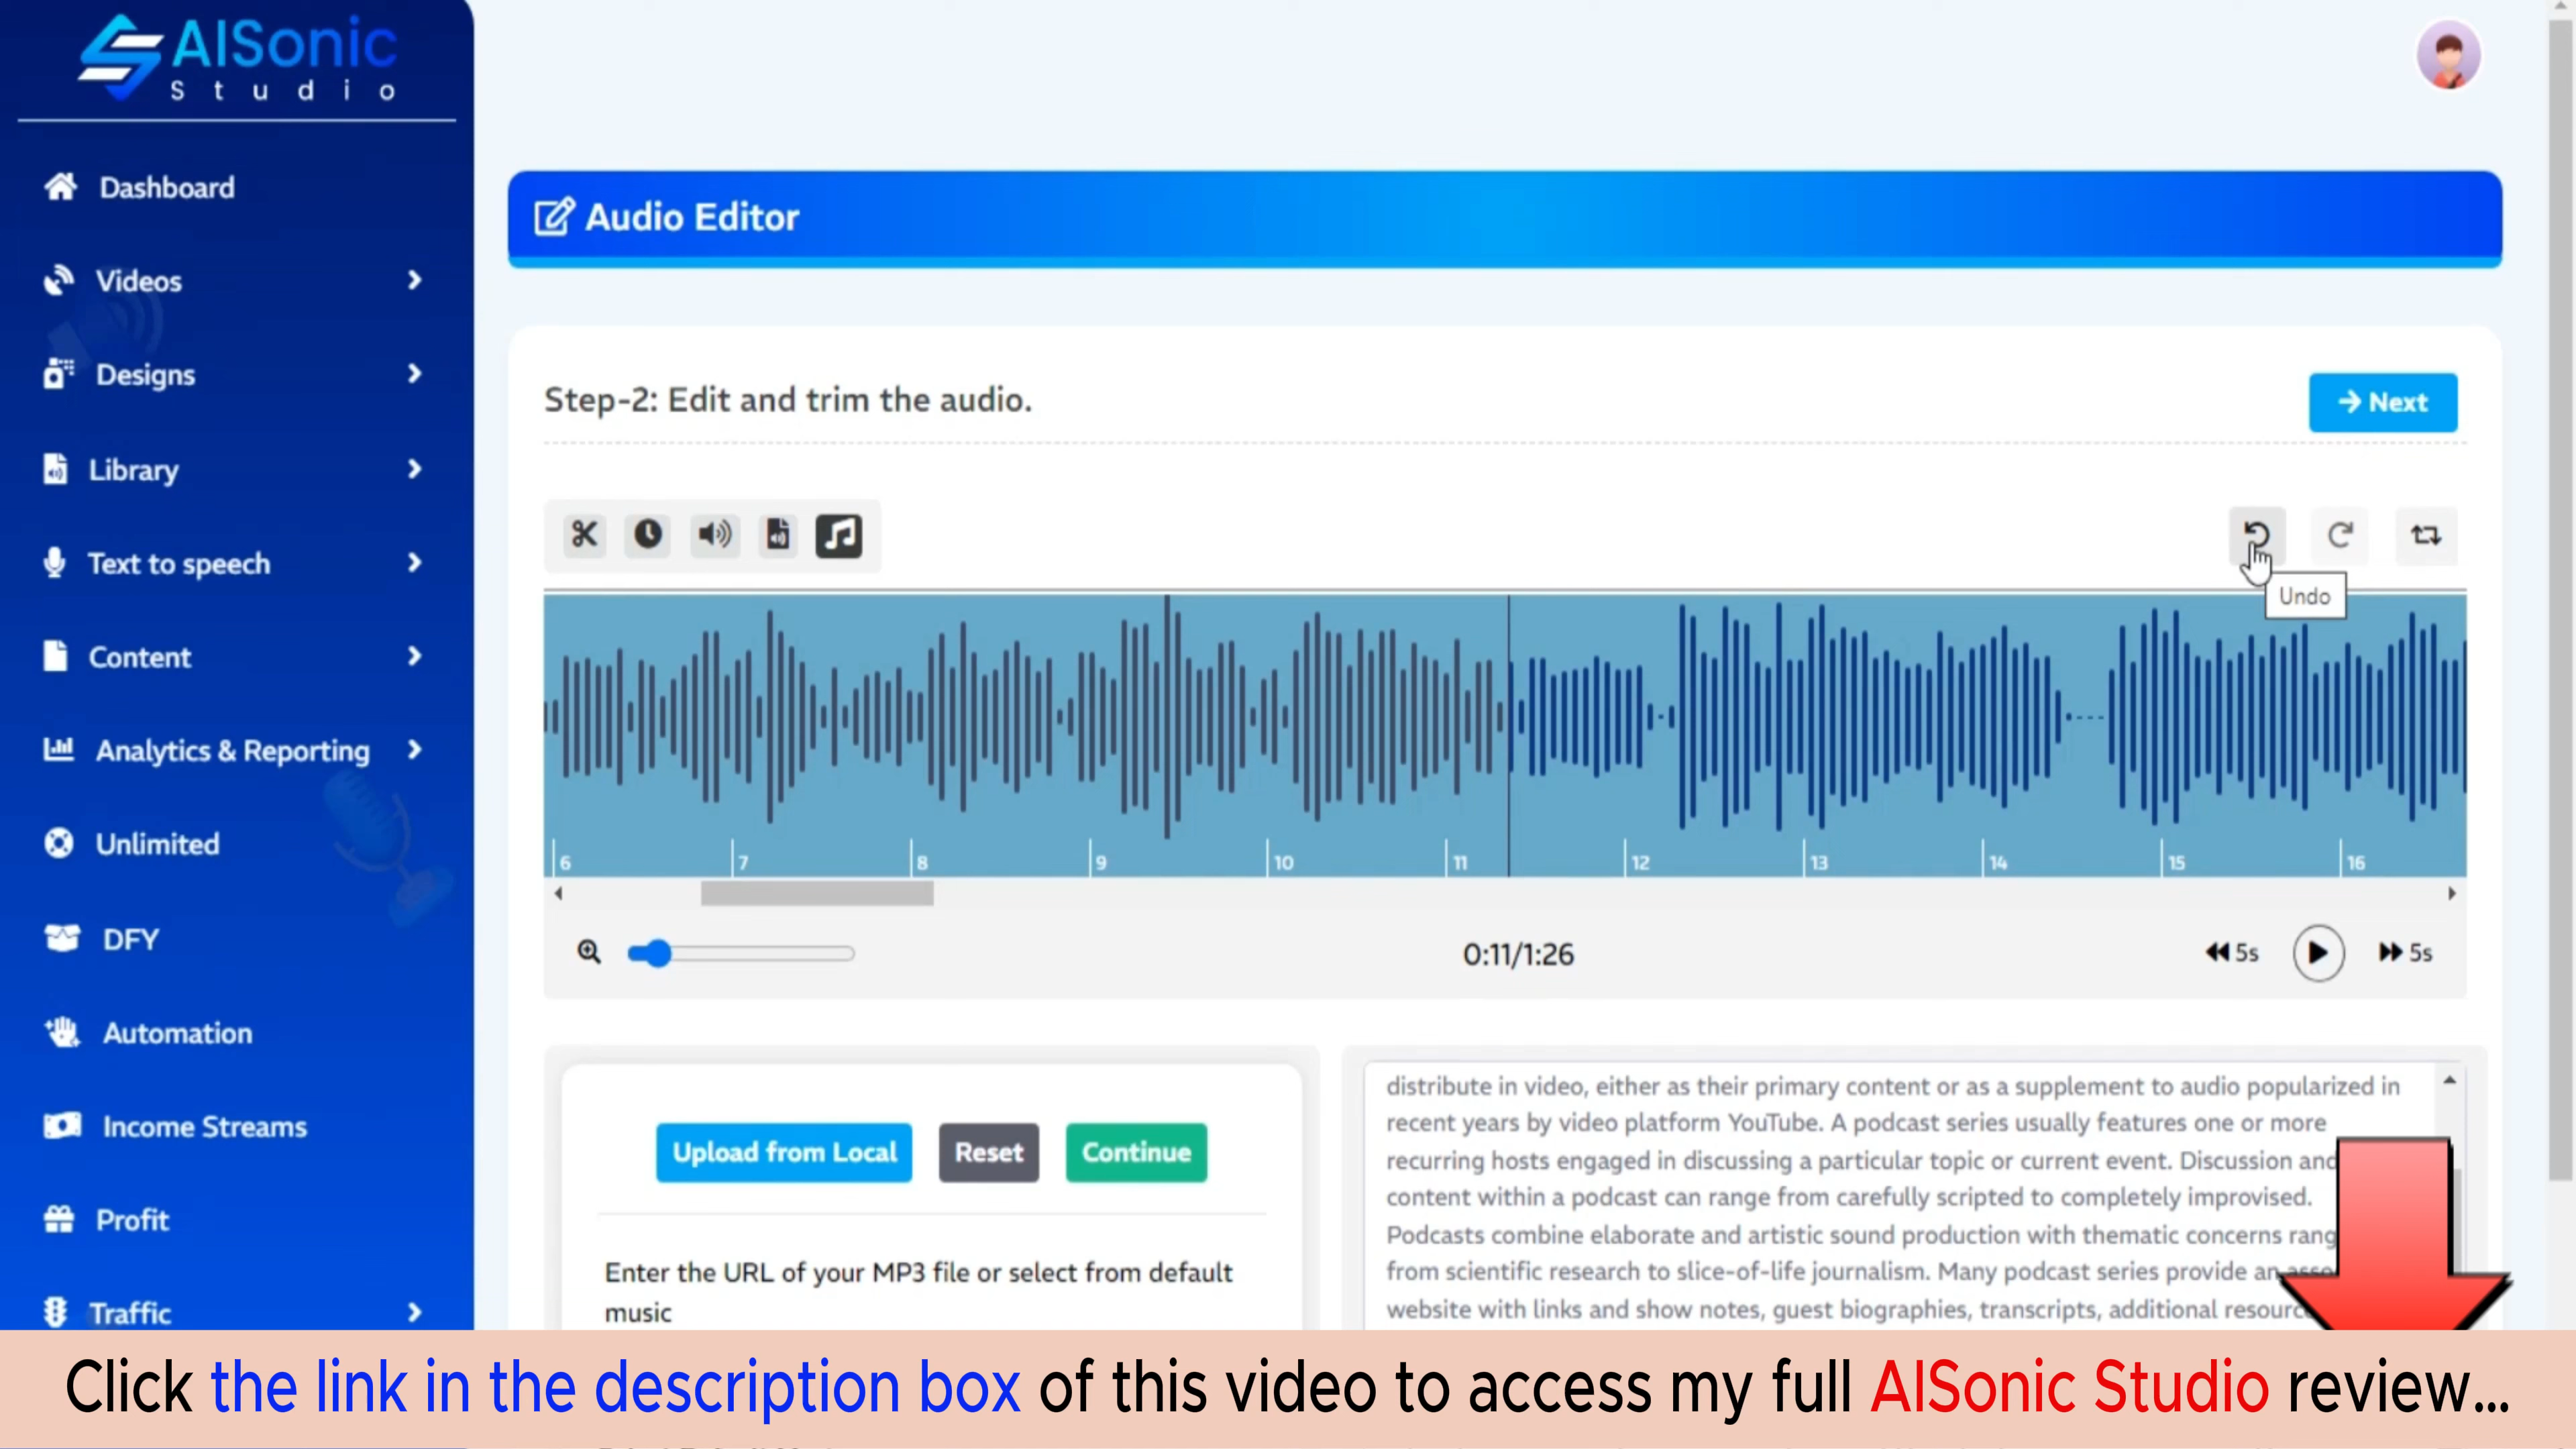 AISonic
Studio
Dashboard
Videos
Designs
Library
Text to speech
Content
Analytics & Reporting
Unlimited
DFY
Automation
Income Streams
Profit
Traffic
Audio Editor
Step-2: Edit and trim the audio.
Next
Undo
6 7 8 9 10 11 12 13 14 15 16
0:11/1:26
5s
5s
Upload from Local
Reset
Continue
Enter the URL of your MP3 file or select from default
music
distribute in video, either as their primary content or as a supplement to audio popularized in
recent years by video platform YouTube. A podcast series usually features one or more
recurring hosts engaged in discussing a particular topic or current event. Discussion and
content within a podcast can range from carefully scripted to completely improvised.
Podcasts combine elaborate and artistic sound production with thematic concerns rang
from scientific research to slice-of-life journalism. Many podcast series provide an
website with links and show notes, guest biographies, transcripts, additional
Click the link in the description box of this video to access my full AISonic Studio review...